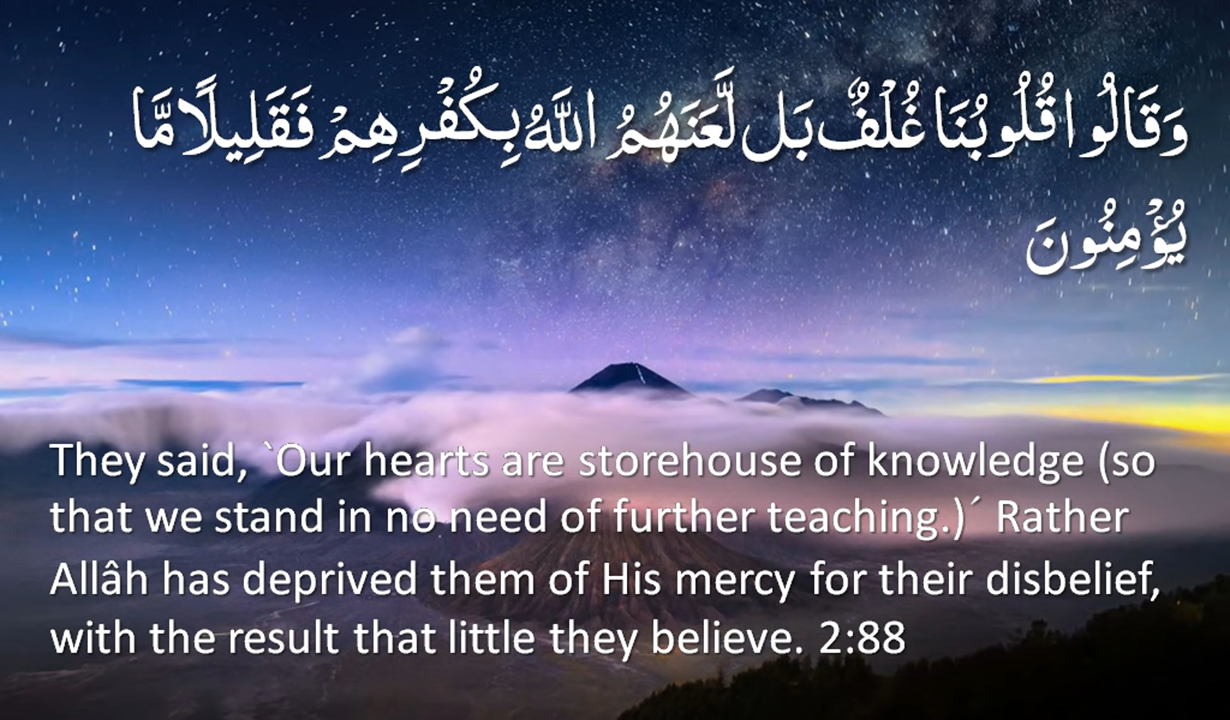 وَقَالُوا قُلُوبُنَا غُلْفٌ بَل لَّعَنَهُمُ اللَّهُ بِكُفْرِهِمْ فَقَلِيلًا مَّا
يُؤْمِنُونَ
They said, `Our hearts are storehouse of knowledge (so
that we stand in no need of further teaching.)´ Rather
Allâh has deprived them of His mercy for their disbelief,
with the result that little they believe. 2:88